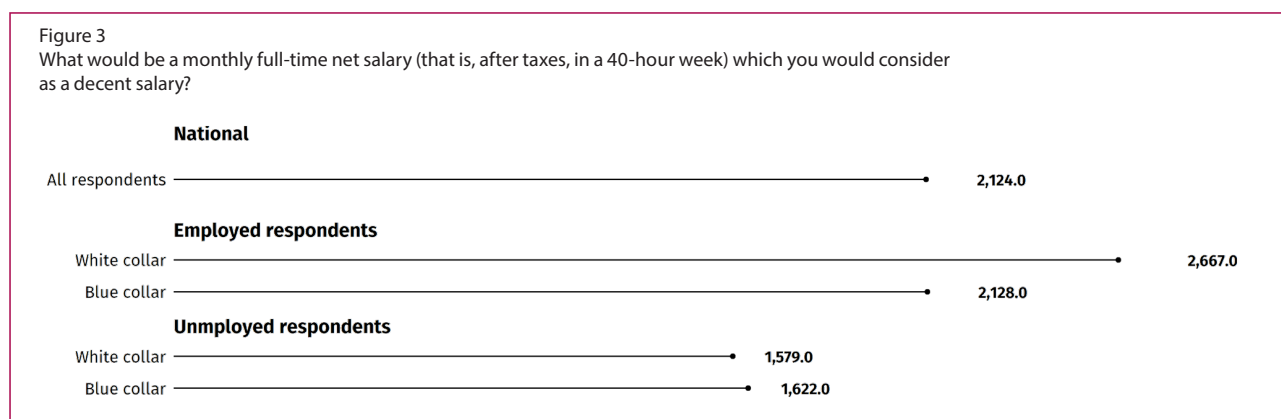 Figure 3
What would be a monthly full-time net salary (that is, after taxes, in a 40-hour week) which you would consider
as a decent salary?
National
All respondents 2,124.0
Employed respondents
White collar 2,667.0
Blue collar 2,128.0
Unmployed respondents
White collar 1,579.0
Blue collar 1,622.0